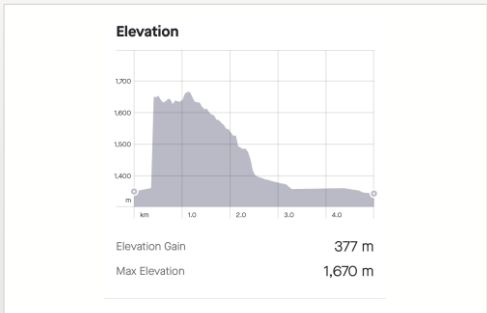 Elevation
1,700
1,600
1,500
1,400
m
km 1.0 2.0 3.0 4.0
Elevation Gain 377 m
Max Elevation 1,670 m